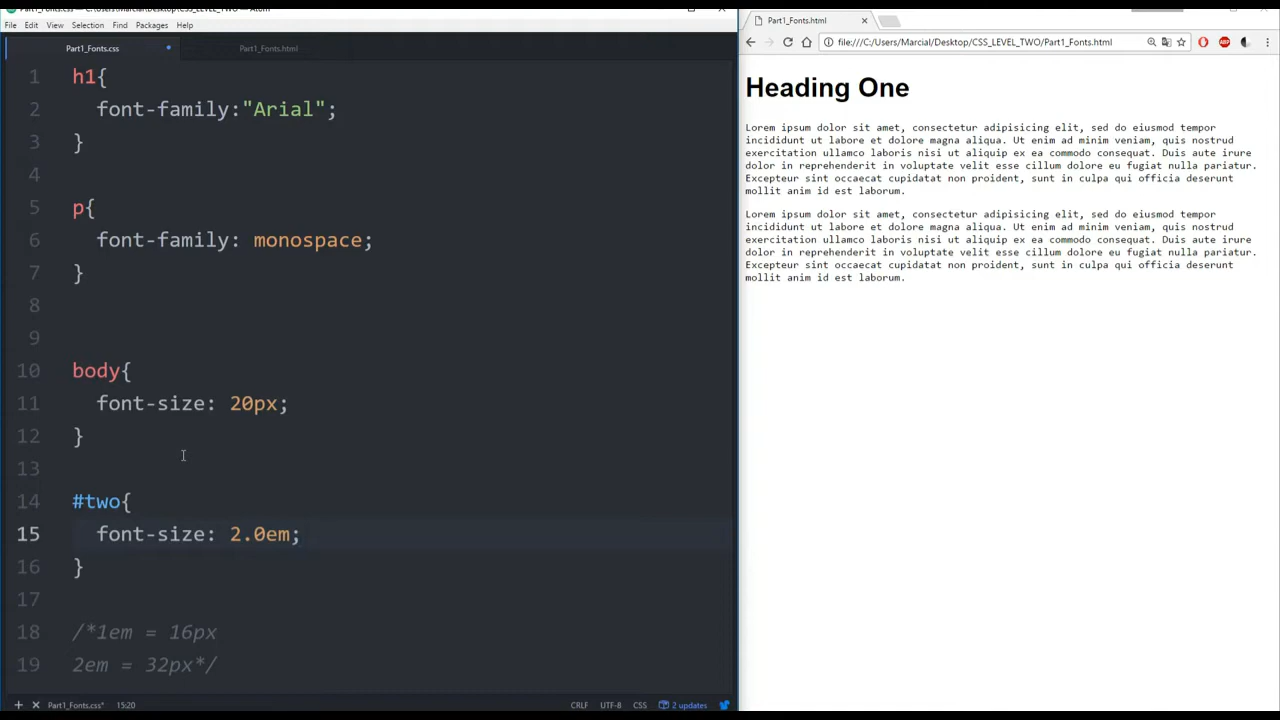 Part1_Fonts.css — C:\Users\Marcial\Desktop\CSS_LEVEL_TWO — Atom
File Edit View Selection Find Packages Help
Part1_Fonts.css
Part1_Fonts.html
1 h1{
2 font-family:"Arial";
3 }
4
5 p{
6 font-family: monospace;
7 }
8
9
10 body{
11 font-size: 20px;
12 }
13
14 #two{
15 font-size: 2.0em;
16 }
17
18 /*1em = 16px
19 2em = 32px*/
Part1_Fonts.css* 15:20 CRLF UTF-8 CSS 2 updates
Part1_Fonts.html
file:///C:/Users/Marcial/Desktop/CSS_LEVEL_TWO/Part1_Fonts.html
ABP
Heading One
Lorem ipsum dolor sit amet, consectetur adipisicing elit, sed do eiusmod tempor
incididunt ut labore et dolore magna aliqua. Ut enim ad minim veniam, quis nostrud
exercitation ullamco laboris nisi ut aliquip ex ea commodo consequat. Duis aute irure
dolor in reprehenderit in voluptate velit esse cillum dolore eu fugiat nulla pariatur.
Excepteur sint occaecat cupidatat non proident, sunt in culpa qui officia deserunt
mollit anim id est laborum.
Lorem ipsum dolor sit amet, consectetur adipisicing elit, sed do eiusmod tempor
incididunt ut labore et dolore magna aliqua. Ut enim ad minim veniam, quis nostrud
exercitation ullamco laboris nisi ut aliquip ex ea commodo consequat. Duis aute irure
dolor in reprehenderit in voluptate velit esse cillum dolore eu fugiat nulla pariatur.
Excepteur sint occaecat cupidatat non proident, sunt in culpa qui officia deserunt
mollit anim id est laborum.